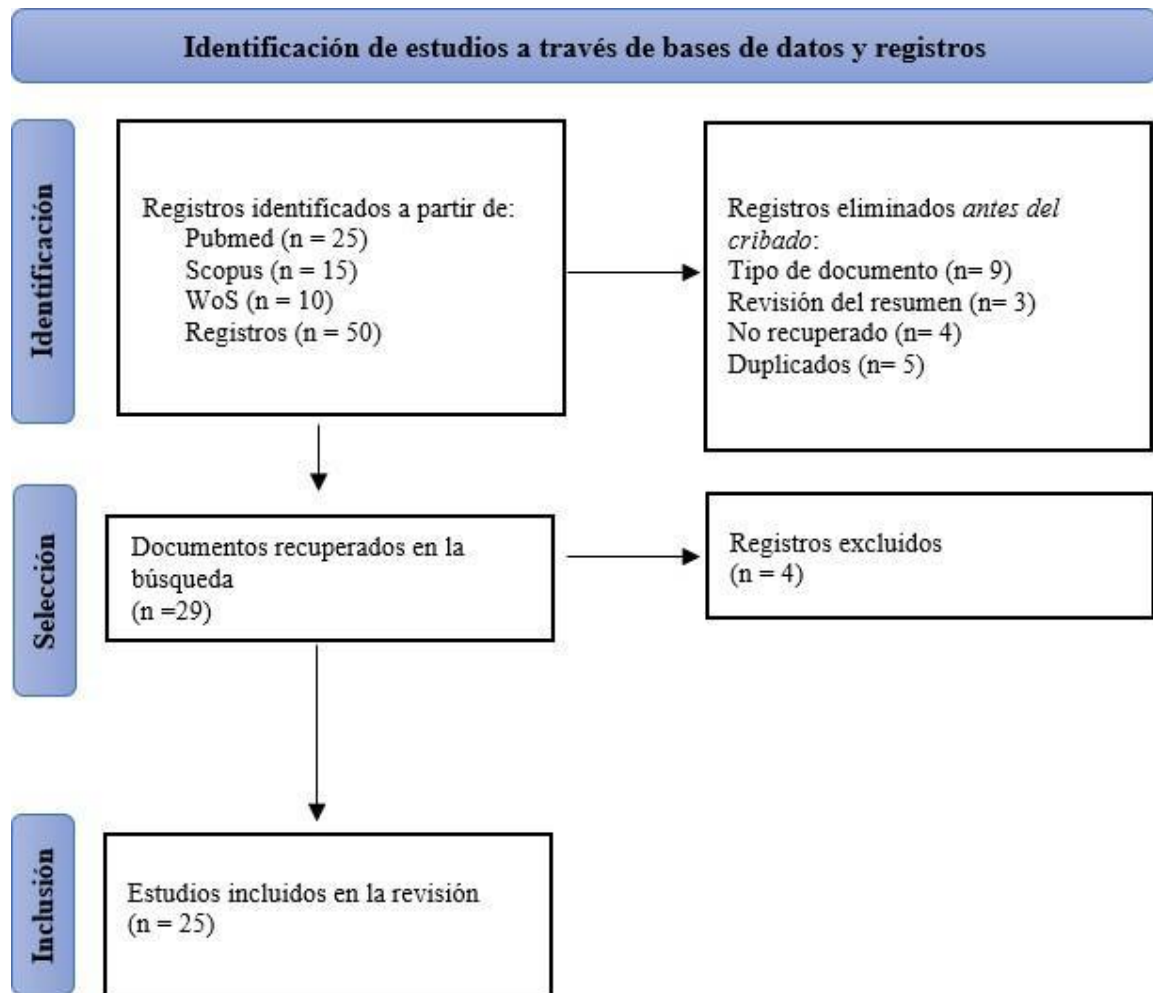 Identificación de estudios a través de bases de datos y registros
Identificación
Registros identificados a partir de:
Pubmed (n = 25)
Scopus (n = 15)
WoS (n = 10)
Registros (n = 50)
Registros eliminados antes del
cribado:
Tipo de documento (n= 9)
Revisión del resumen (n= 3)
No recuperado (n= 4)
Duplicados (n= 5)
Selección
Documentos recuperados en la
búsqueda
(n =29)
Registros excluidos
(n = 4)
Inclusión
Estudios incluidos en la revisión
(n = 25)